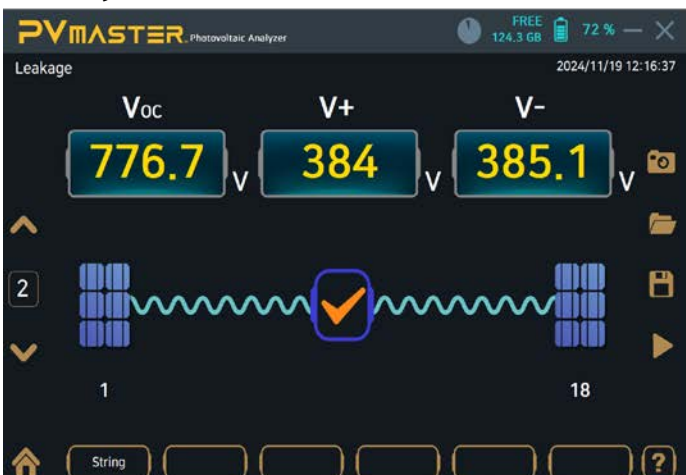 PVMASTER. Photovoltaic Analyzer
FREE
124.3 GB
72 %
Leakage
2024/11/19 12:16:37
Voc V+ V-
776.7 V 384 V 385.1 V
2
1 18
String
?